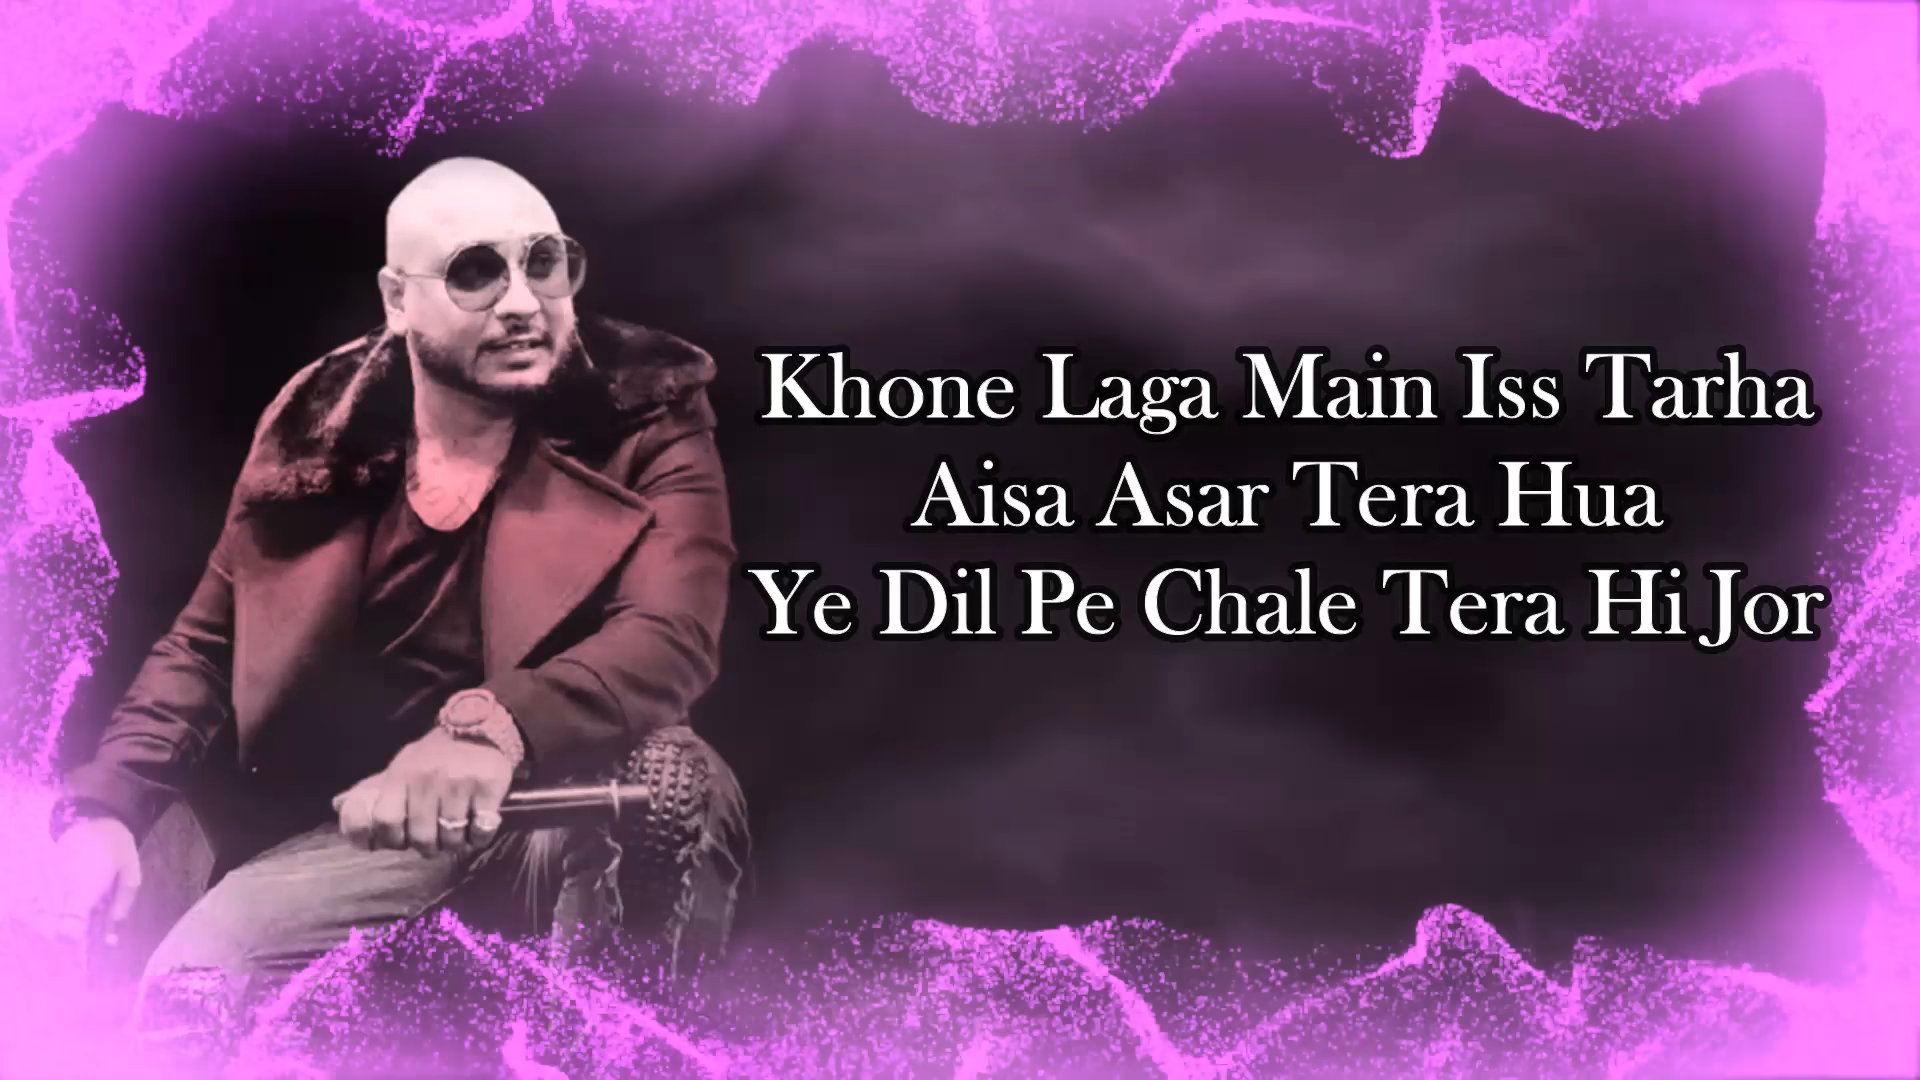 Khone Laga Main Iss Tarha
Aisa Asar Tera Hua
Ye Dil Pe Chale Tera Hi Jor